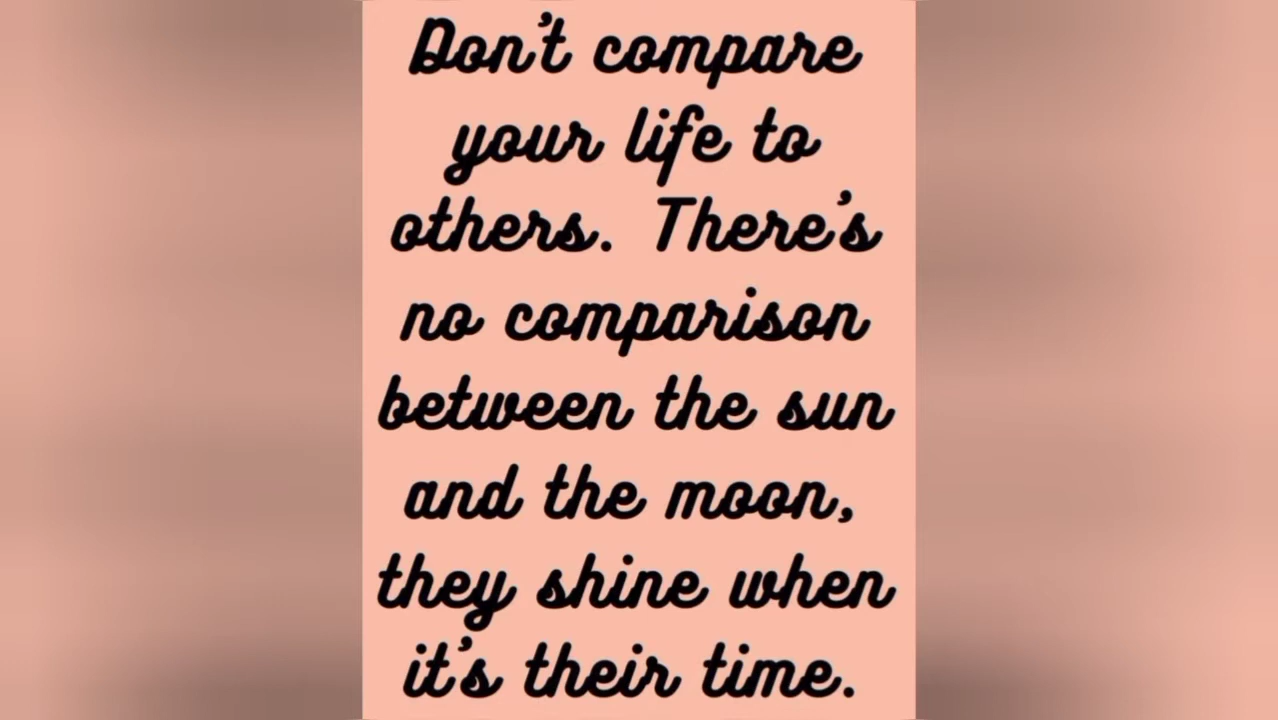 Don't compare
your life to
others. There's
no comparison
between the sun
and the moon,
they shine when
it's their time.